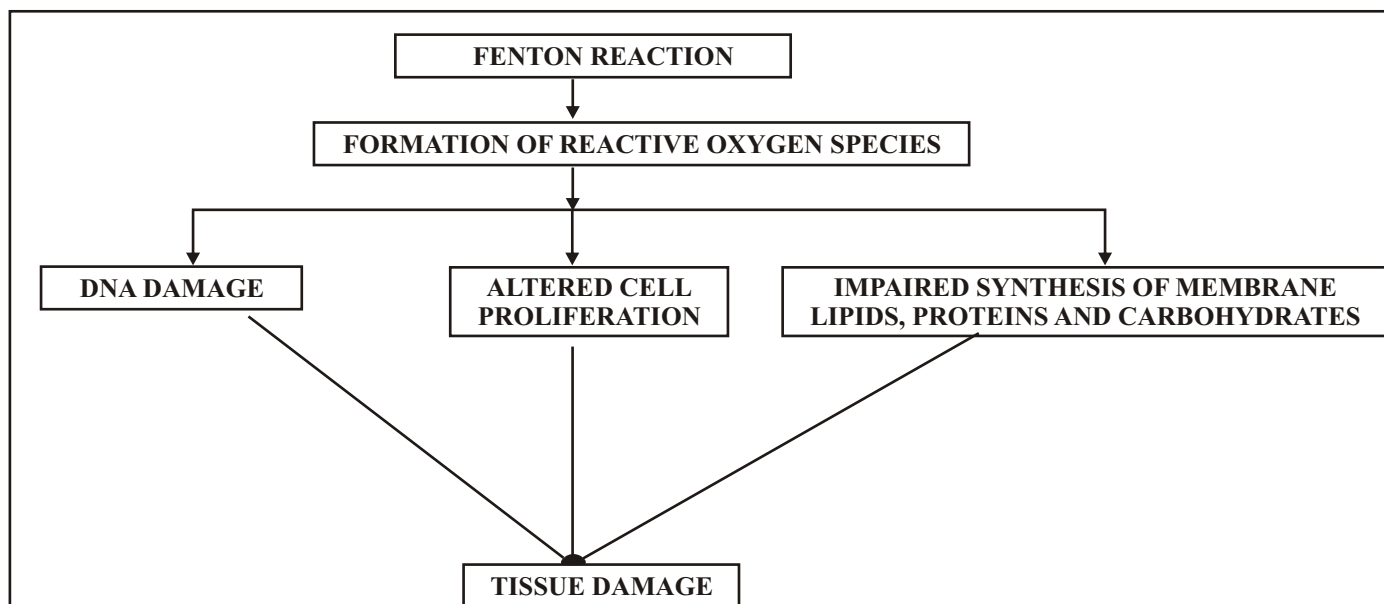 FENTON REACTION
FORMATION OF REACTIVE OXYGEN SPECIES
DNA DAMAGE
ALTERED CELL
PROLIFERATION
IMPAIRED SYNTHESIS OF MEMBRANE
LIPIDS, PROTEINS AND CARBOHYDRATES
TISSUE DAMAGE